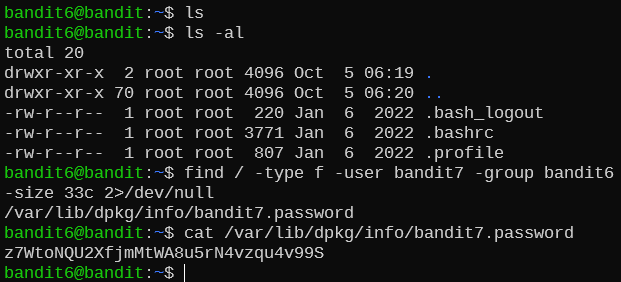 bandit6@bandit:~$ ls
bandit6@bandit:~$ ls -al
total 20
drwxr-xr-x  2 root root 4096 Oct  5 06:19 .
drwxr-xr-x 70 root root 4096 Oct  5 06:20 ..
-rw-r--r--  1 root root  220 Jan  6  2022 .bash_logout
-rw-r--r--  1 root root 3771 Jan  6  2022 .bashrc
-rw-r--r--  1 root root  807 Jan  6  2022 .profile
bandit6@bandit:~$ find / -type f -user bandit7 -group bandit6
-size 33c 2>/dev/null
/var/lib/dpkg/info/bandit7.password
bandit6@bandit:~$ cat /var/lib/dpkg/info/bandit7.password
z7WtoNQU2XfjmMtWA8u5rN4vzqu4v99S
bandit6@bandit:~$